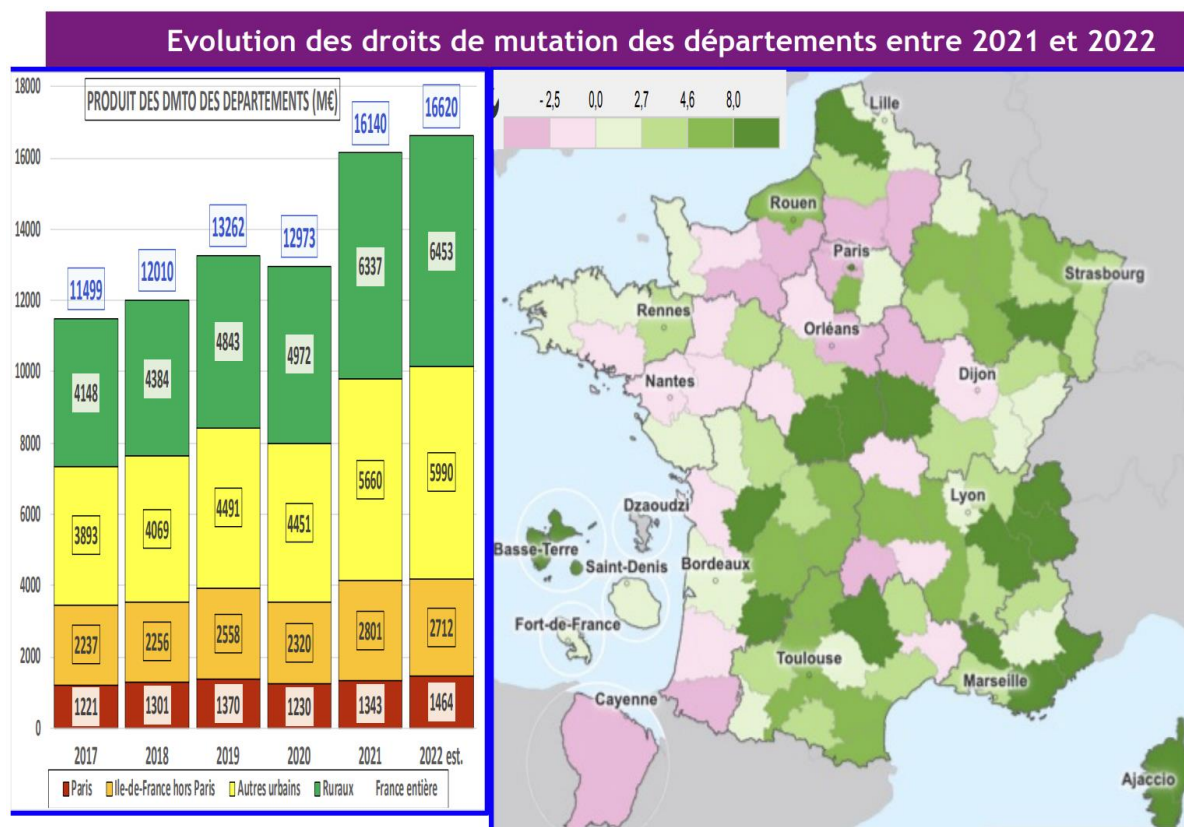 Evolution des droits de mutation des départements entre 2021 et 2022
PRODUIT DES DMTO DES DEPARTEMENTS (M€)
18000
16000
14000
12000
10000
8000
6000
4000
2000
0
11499
12010
13262
12973
16140
16620
4148
4384
4843
4972
6337
6453
3893
4069
4491
4451
5660
5990
2237
2256
2558
2320
2801
2712
1221
1301
1370
1230
1343
1464
2017 2018 2019 2020 2021 2022 est.
Paris Ile-de-France hors Paris Autres urbains Ruraux France entière
- 2,5 0,0 2,7 4,6 8,0
Lille
Rouen
Paris
Strasbourg
Rennes
Orléans
Nantes
Dijon
Lyon
Dzaoudzi
Basse-Terre
Saint-Denis
Bordeaux
Fort-de-France
Toulouse
Marseille
Cayenne
Ajaccio